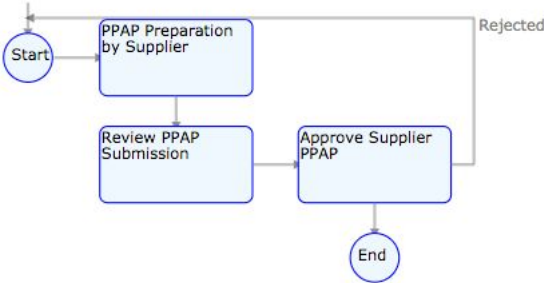 Rejected
Start
PPAP Preparation
by Supplier
Review PPAP
Submission
Approve Supplier
PPAP
End